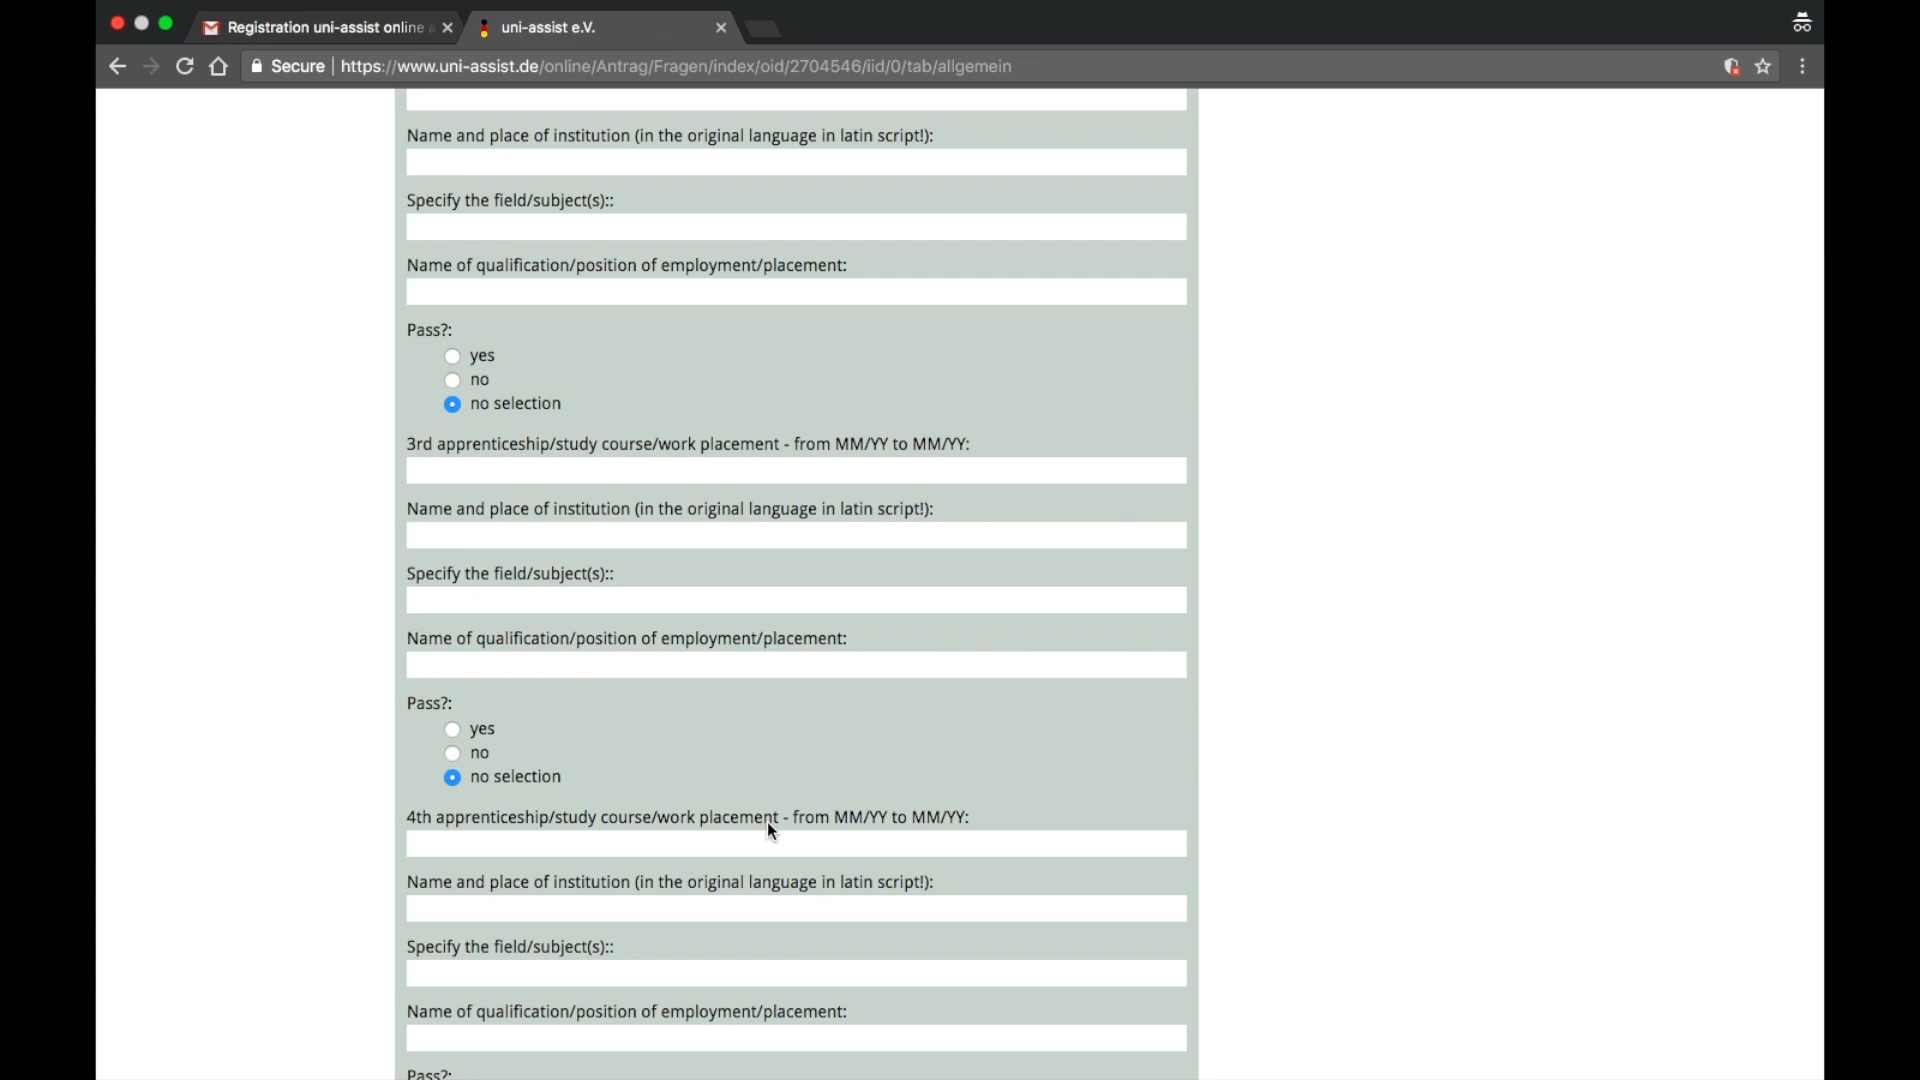 Registration uni-assist online a
uni-assist e.V.
Secure | https://www.uni-assist.de/online/Antrag/Fragen/index/oid/2704546/iid/0/tab/allgemein
Name and place of institution (in the original language in latin script!):
Specify the field/subject(s)::
Name of qualification/position of employment/placement:
Pass?:
yes
no
no selection
3rd apprenticeship/study course/work placement - from MM/YY to MM/YY:
Name and place of institution (in the original language in latin script!):
Specify the field/subject(s)::
Name of qualification/position of employment/placement:
Pass?:
yes
no
no selection
4th apprenticeship/study course/work placement - from MM/YY to MM/YY:
Name and place of institution (in the original language in latin script!):
Specify the field/subject(s)::
Name of qualification/position of employment/placement:
Pass?: